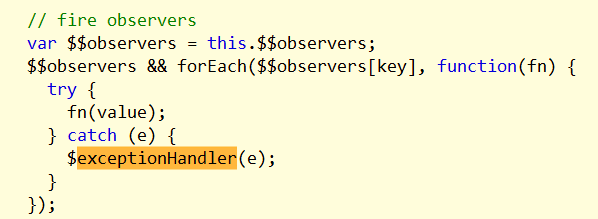 // fire observers
var $$observers = this.$$observers;
$$observers && forEach($$observers[key], function(fn) {
  try {
    fn(value);
  } catch (e) {
    $exceptionHandler(e);
  }
});